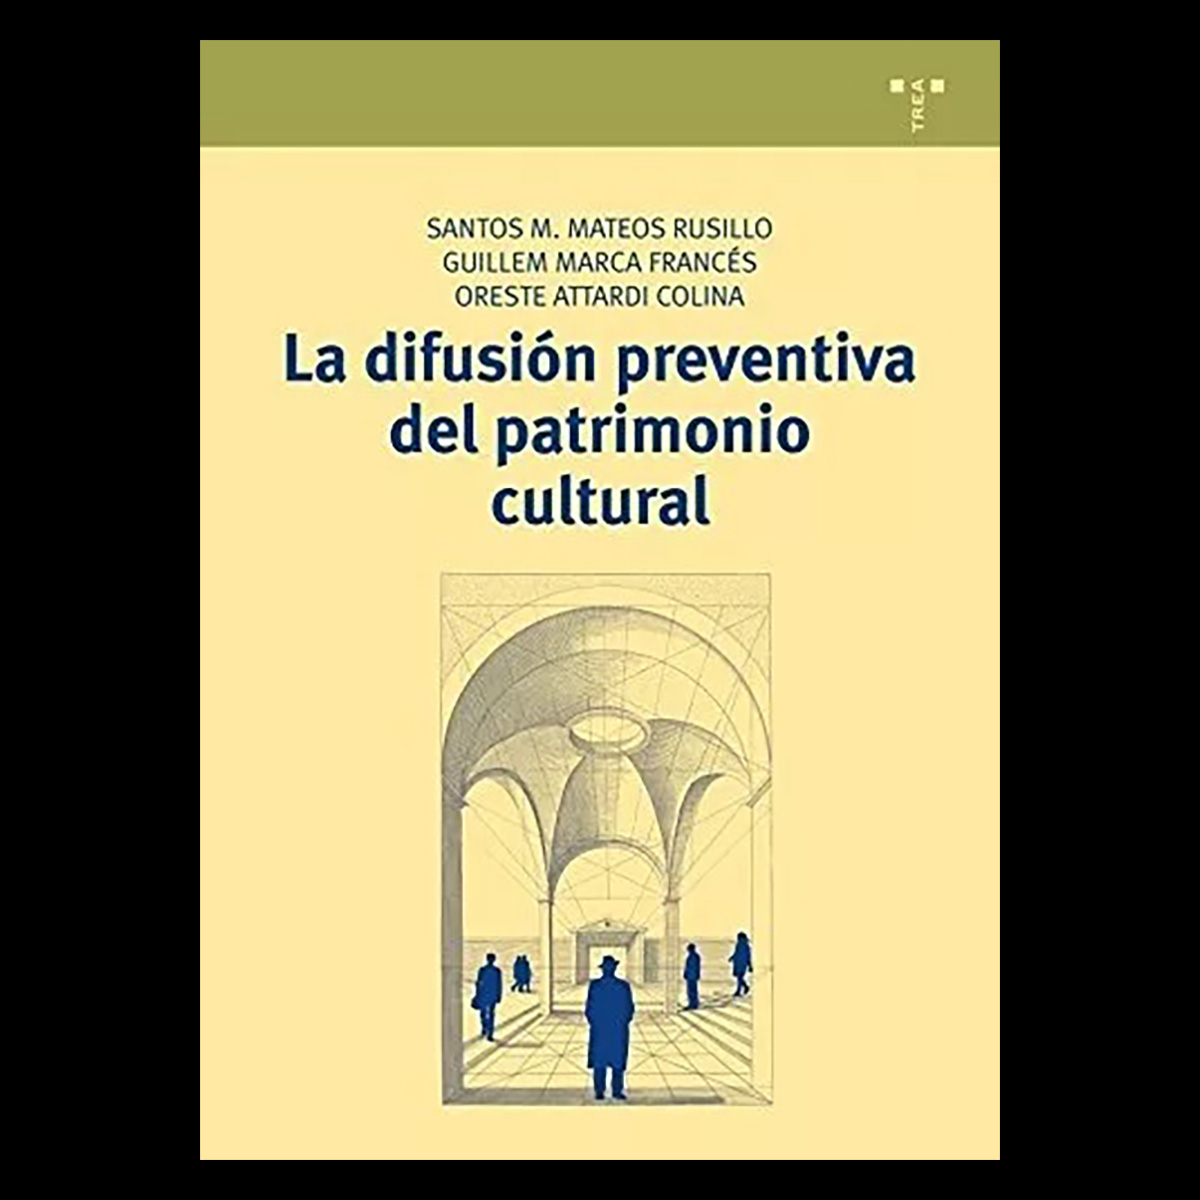 TREA
SANTOS M. MATEOS RUSILLO
GUILLEM MARCA FRANCÉS
ORESTE ATTARDI COLINA
La difusión preventiva
del patrimonio
cultural